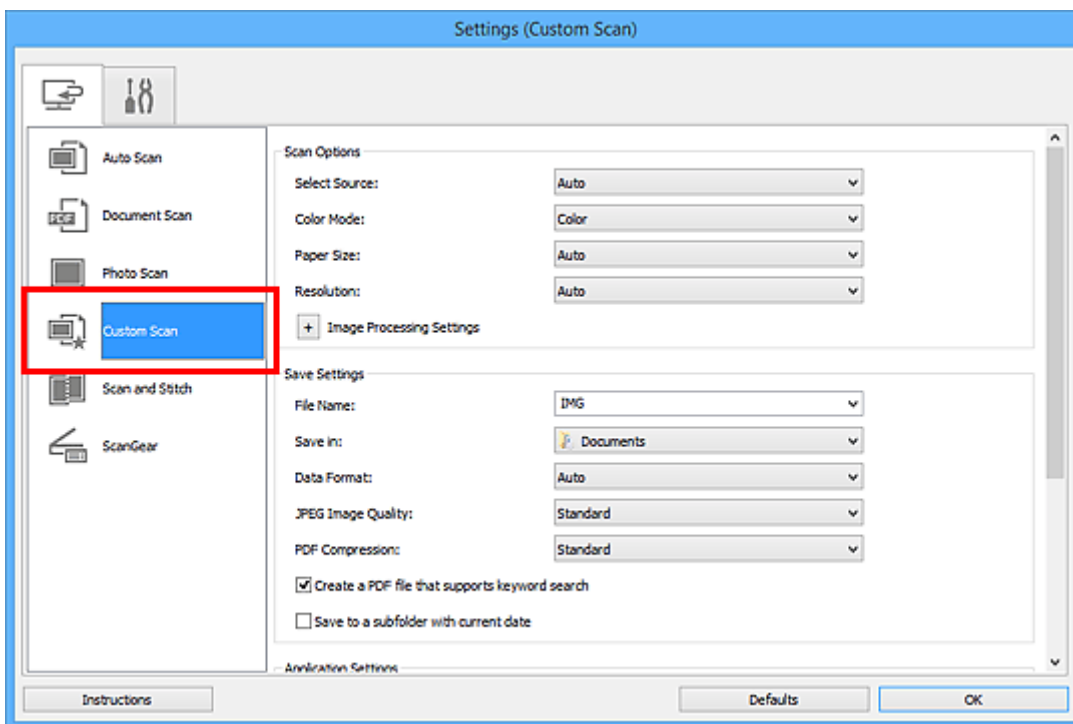 Settings (Custom Scan)
Auto Scan
PDF
Document Scan
Photo Scan
Custom Scan
Scan and Stitch
ScanGear
Scan Options
Select Source: Auto
Color Mode: Color
Paper Size: Auto
Resolution: Auto
+ Image Processing Settings
Save Settings
File Name: IMG
Save in: Documents
Data Format: Auto
JPEG Image Quality: Standard
PDF Compression: Standard
Create a PDF file that supports keyword search
Save to a subfolder with current date
Application Settings
Instructions Defaults OK